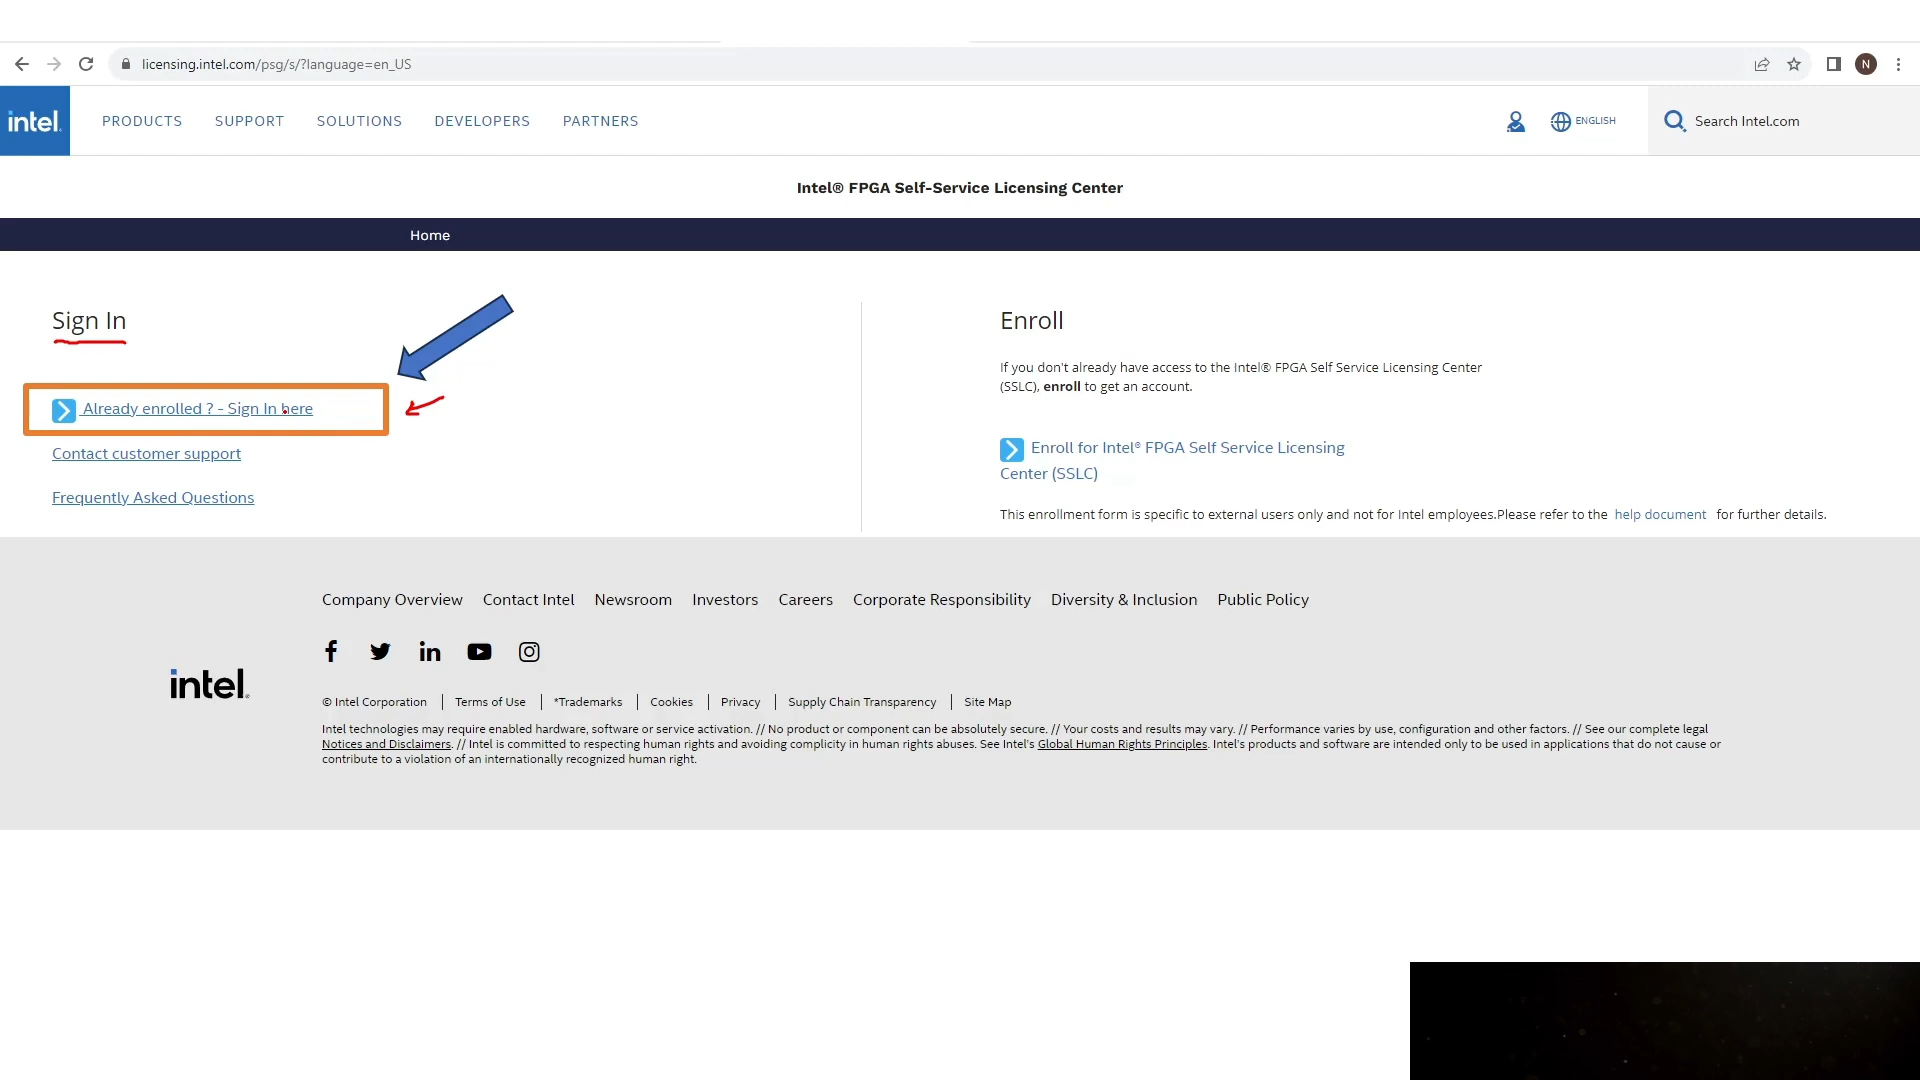 licensing.intel.com/psg/s/?language=en_US
N
intel.
PRODUCTS SUPPORT SOLUTIONS DEVELOPERS PARTNERS
ENGLISH
Search Intel.com
Intel® FPGA Self-Service Licensing Center
Home
Sign In
Already enrolled ? - Sign In here
Contact customer support
Frequently Asked Questions
Enroll
If you don't already have access to the Intel® FPGA Self Service Licensing Center
(SSLC), enroll to get an account.
Enroll for Intel® FPGA Self Service Licensing
Center (SSLC)
This enrollment form is specific to external users only and not for Intel employees.Please refer to the help document for further details.
Company Overview Contact Intel Newsroom Investors Careers Corporate Responsibility Diversity & Inclusion Public Policy
intel.
© Intel Corporation Terms of Use *Trademarks Cookies Privacy Supply Chain Transparency Site Map
Intel technologies may require enabled hardware, software or service activation. // No product or component can be absolutely secure. // Your costs and results may vary. // Performance varies by use, configuration and other factors. // See our complete legal
Notices and Disclaimers. // Intel is committed to respecting human rights and avoiding complicity in human rights abuses. See Intel's Global Human Rights Principles. Intel's products and software are intended only to be used in applications that do not cause or
contribute to a violation of an internationally recognized human right.